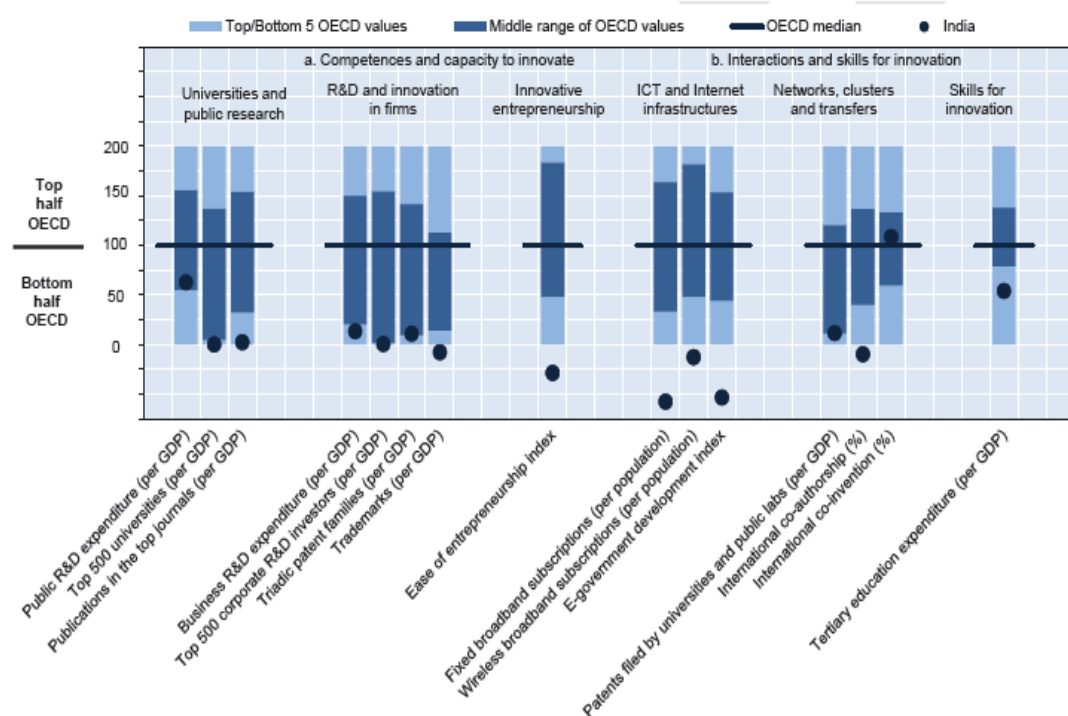 Top/Bottom 5 OECD values
Middle range of OECD values
OECD median
India
a. Competences and capacity to innovate
b. Interactions and skills for innovation
Universities and
public research
R&D and innovation
in firms
Innovative
entrepreneurship
ICT and Internet
infrastructures
Networks, clusters
and transfers
Skills for
innovation
200
150
100
50
0
Top
half
OECD
Bottom
half
OECD
Public R&D expenditure (per GDP)
Top 500 universities (per GDP)
Publications in the top journals (per GDP)
Business R&D expenditure (per GDP)
Top 500 corporate R&D investors (per GDP)
Triadic patent families (per GDP)
Trademarks (per GDP)
Ease of entrepreneurship index
Fixed broadband subscriptions (per population)
Wireless broadband subscriptions (per population)
E-government development index
Patents filed by universities and public labs (per GDP)
International co-authorship (%)
International co-invention (%)
Tertiary education expenditure (per GDP)